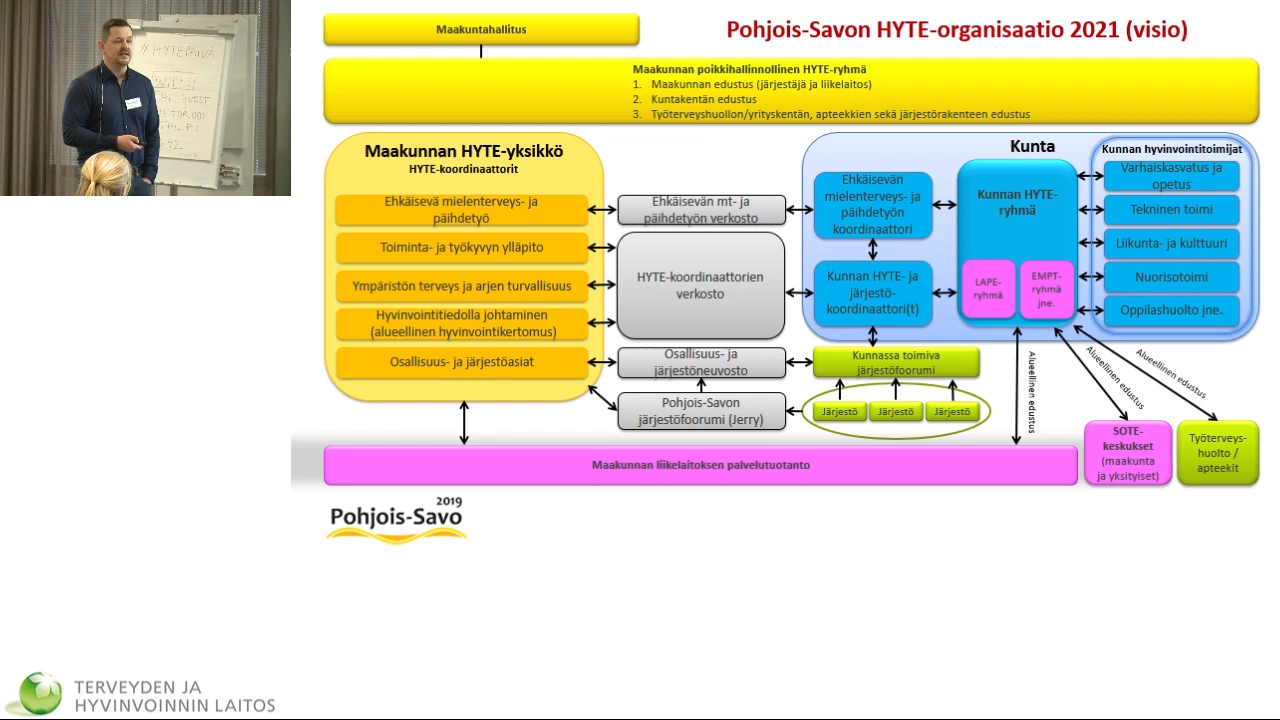 # HYTEPÄIVÄ
Maakuntahallitus
Pohjois-Savon HYTE-organisaatio 2021 (visio)
Maakunnan poikkihallinnollinen HYTE-ryhmä
1. Maakunnan edustus (järjestäjä ja liikelaitos)
2. Kuntakentän edustus
3. Työterveyshuollon/yrityskentän, apteekkien sekä järjestörakenteen edustus
Maakunnan HYTE-yksikkö
HYTE-koordinaattorit
Ehkäisevä mielenterveys- ja
päihdetyö
Toiminta- ja työkyvyn ylläpito
Ympäristön terveys ja arjen turvallisuus
Hyvinvointitiedolla johtaminen
(alueellinen hyvinvointikertomus)
Osallisuus- ja järjestöasiat
Ehkäisevän mt- ja
päihdetyön verkosto
HYTE-koordinaattorien
verkosto
Osallisuus- ja
järjestöneuvosto
Pohjois-Savon
järjestöfoorumi (Jerry)
Kunta
Ehkäisevän
mielenterveys- ja
päihdetyön
koordinaattori
Kunnan HYTE- ja
järjestö-
koordinaattori(t)
Kunnan HYTE-
ryhmä
LAPE-
ryhmä
EMPT-
ryhmä
jne.
Kunnan hyvinvointitoimijat
Varhaiskasvatus ja
opetus
Tekninen toimi
Liikunta- ja kulttuuri
Nuorisotoimi
Oppilashuolto jne.
Kunnassa toimiva
järjestöfoorumi
Järjestö
Järjestö
Järjestö
Alueellinen edustus
Alueellinen edustus
Alueellinen edustus
Maakunnan liikelaitoksen palvelutuotanto
SOTE-
keskukset
(maakunta
ja yksityiset)
Työterveys-
huolto /
apteekit
2019
Pohjois-Savo
TERVEYDEN JA
HYVINVOINNIN LAITOS